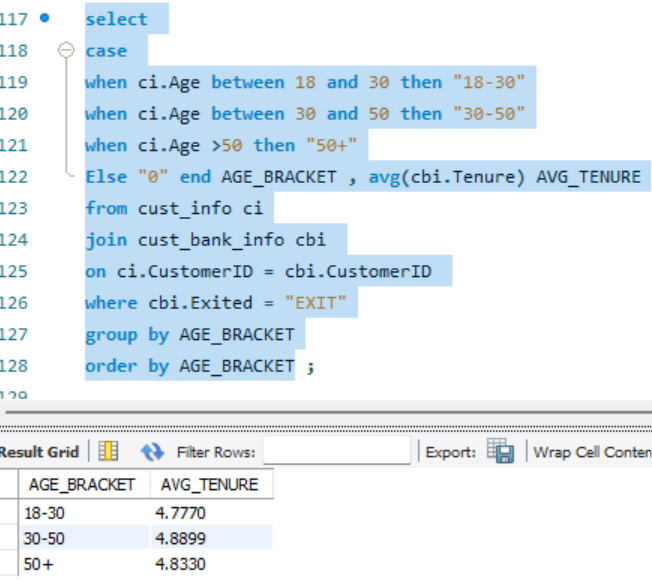 117 select
118 case
119 when ci.Age between 18 and 30 then "18-30"
120 when ci.Age between 30 and 50 then "30-50"
121 when ci.Age >50 then "50+"
122 Else "0" end AGE_BRACKET , avg(cbi.Tenure) AVG_TENURE
123 from cust_info ci
124 join cust_bank_info cbi
125 on ci.CustomerID = cbi.CustomerID
126 where cbi.Exited = "EXIT"
127 group by AGE_BRACKET
128 order by AGE_BRACKET ;
129
Result Grid Filter Rows: Export: Wrap Cell Conten
AGE_BRACKET AVG_TENURE
18-30 4.7770
30-50 4.8899
50+ 4.8330